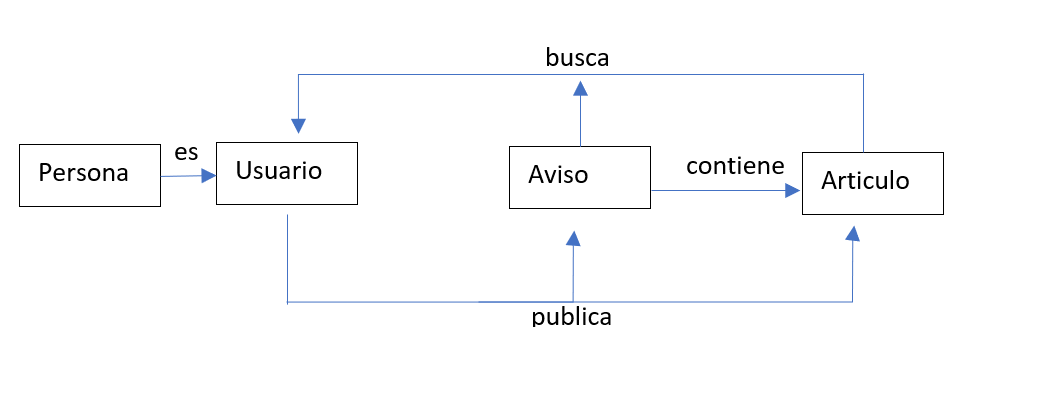 busca
es
Persona
Usuario
Aviso
contiene
Articulo
publica